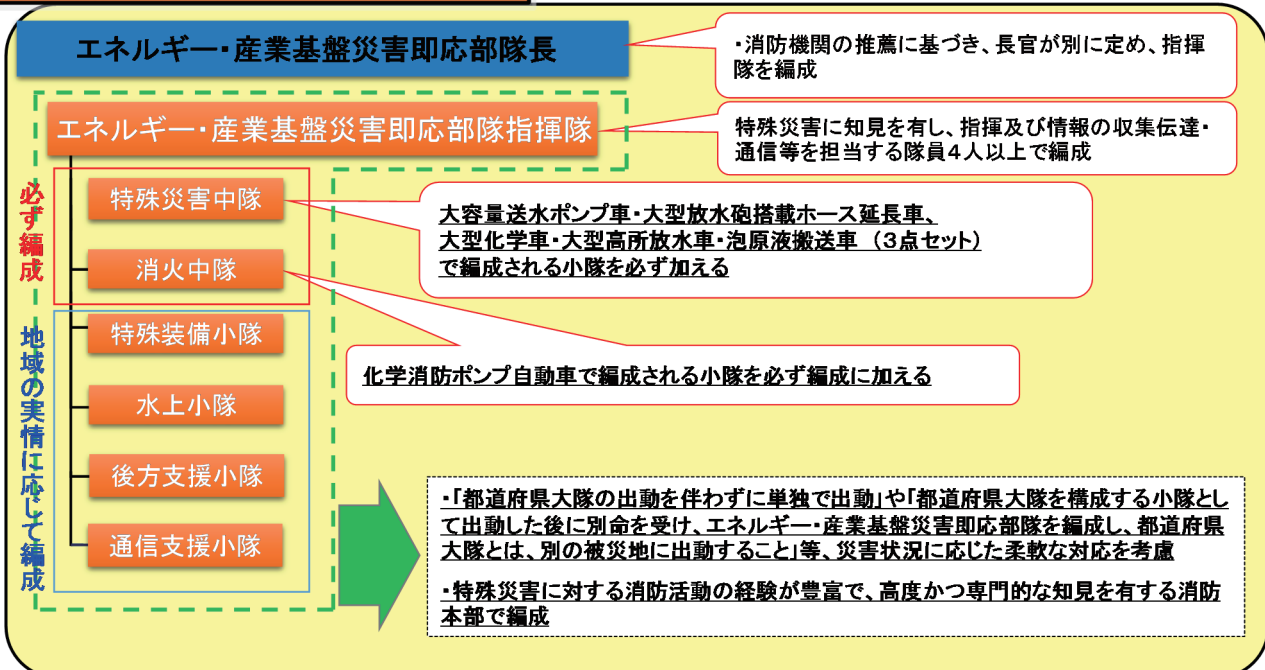 エネルギー・産業基盤災害即応部隊長
・消防機関の推薦に基づき、長官が別に定め、指揮
隊を編成
エネルギー・産業基盤災害即応部隊指揮隊
特殊災害に知見を有し、指揮及び情報の収集伝達・
通信等を担当する隊員4人以上で編成
必ず編成
特殊災害中隊
大容量送水ポンプ車・大型放水砲搭載ホース延長車、
大型化学車・大型高所放水車・泡原液搬送車 (3点セット)
で編成される小隊を必ず加える
消火中隊
化学消防ポンプ自動車で編成される小隊を必ず編成に加える
地域の実情に応じて編成
特殊装備小隊
水上小隊
後方支援小隊
通信支援小隊
・「都道府県大隊の出動を伴わずに単独で出動」や「都道府県大隊を構成する小隊とし
て出動した後に別命を受け、エネルギー・産業基盤災害即応部隊を編成し、都道府県
大隊とは、別の被災地に出動すること」等、災害状況に応じた柔軟な対応を考慮
・特殊災害に対する消防活動の経験が豊富で、高度かつ専門的な知見を有する消防
本部で編成